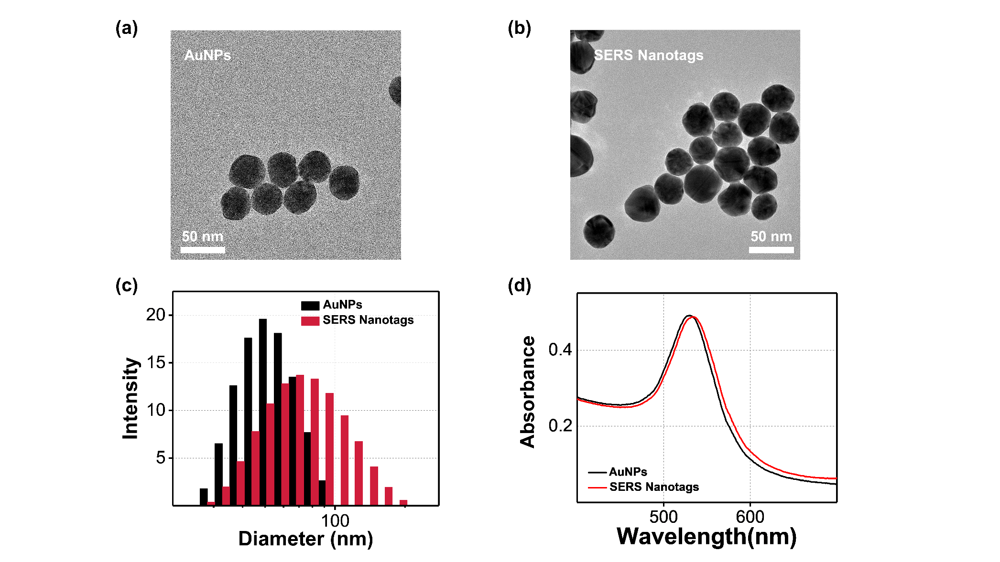 (a)
AuNPs
50 nm
(b)
SERS Nanotags
50 nm
(c)
AuNPs
SERS Nanotags
20
15
10
5
Intensity
100
Diameter (nm)
(d)
0.4
0.2
Absorbance
AuNPs
SERS Nanotags
500
600
Wavelength(nm)